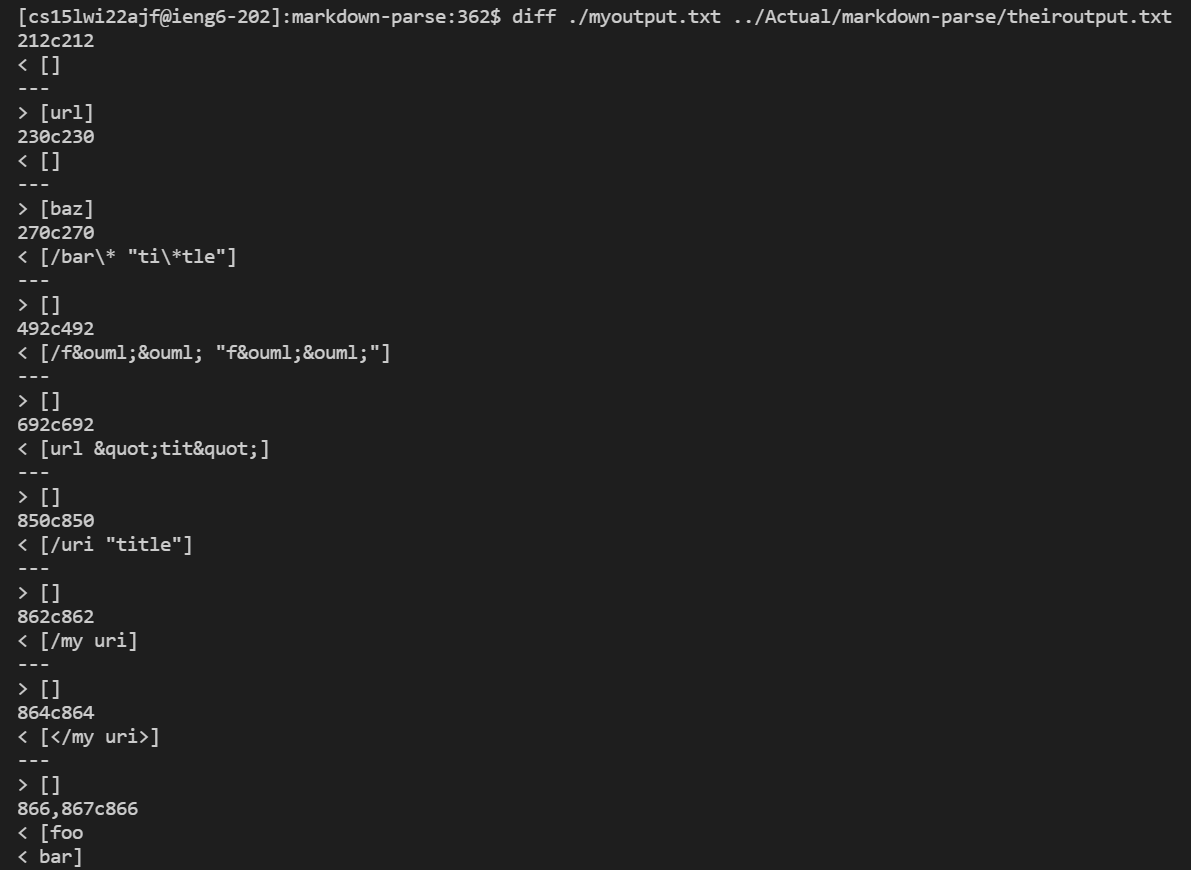 [cs15lwi22ajf@ieng6-202]:markdown-parse:362$ diff ./myoutput.txt ../Actual/markdown-parse/theiroutput.txt
212c212
< []
---
> [url]
230c230
< []
---
> [baz]
270c270
< [/bar\* "ti\*tle"]
---
> []
492c492
< [/f&ouml;&ouml; "f&ouml;&ouml;"]
---
> []
692c692
< [url &quot;tit&quot;]
---
> []
850c850
< [/uri "title"]
---
> []
862c862
< [/my uri]
---
> []
864c864
< [</my uri>]
---
> []
866,867c866
< [foo
< bar]